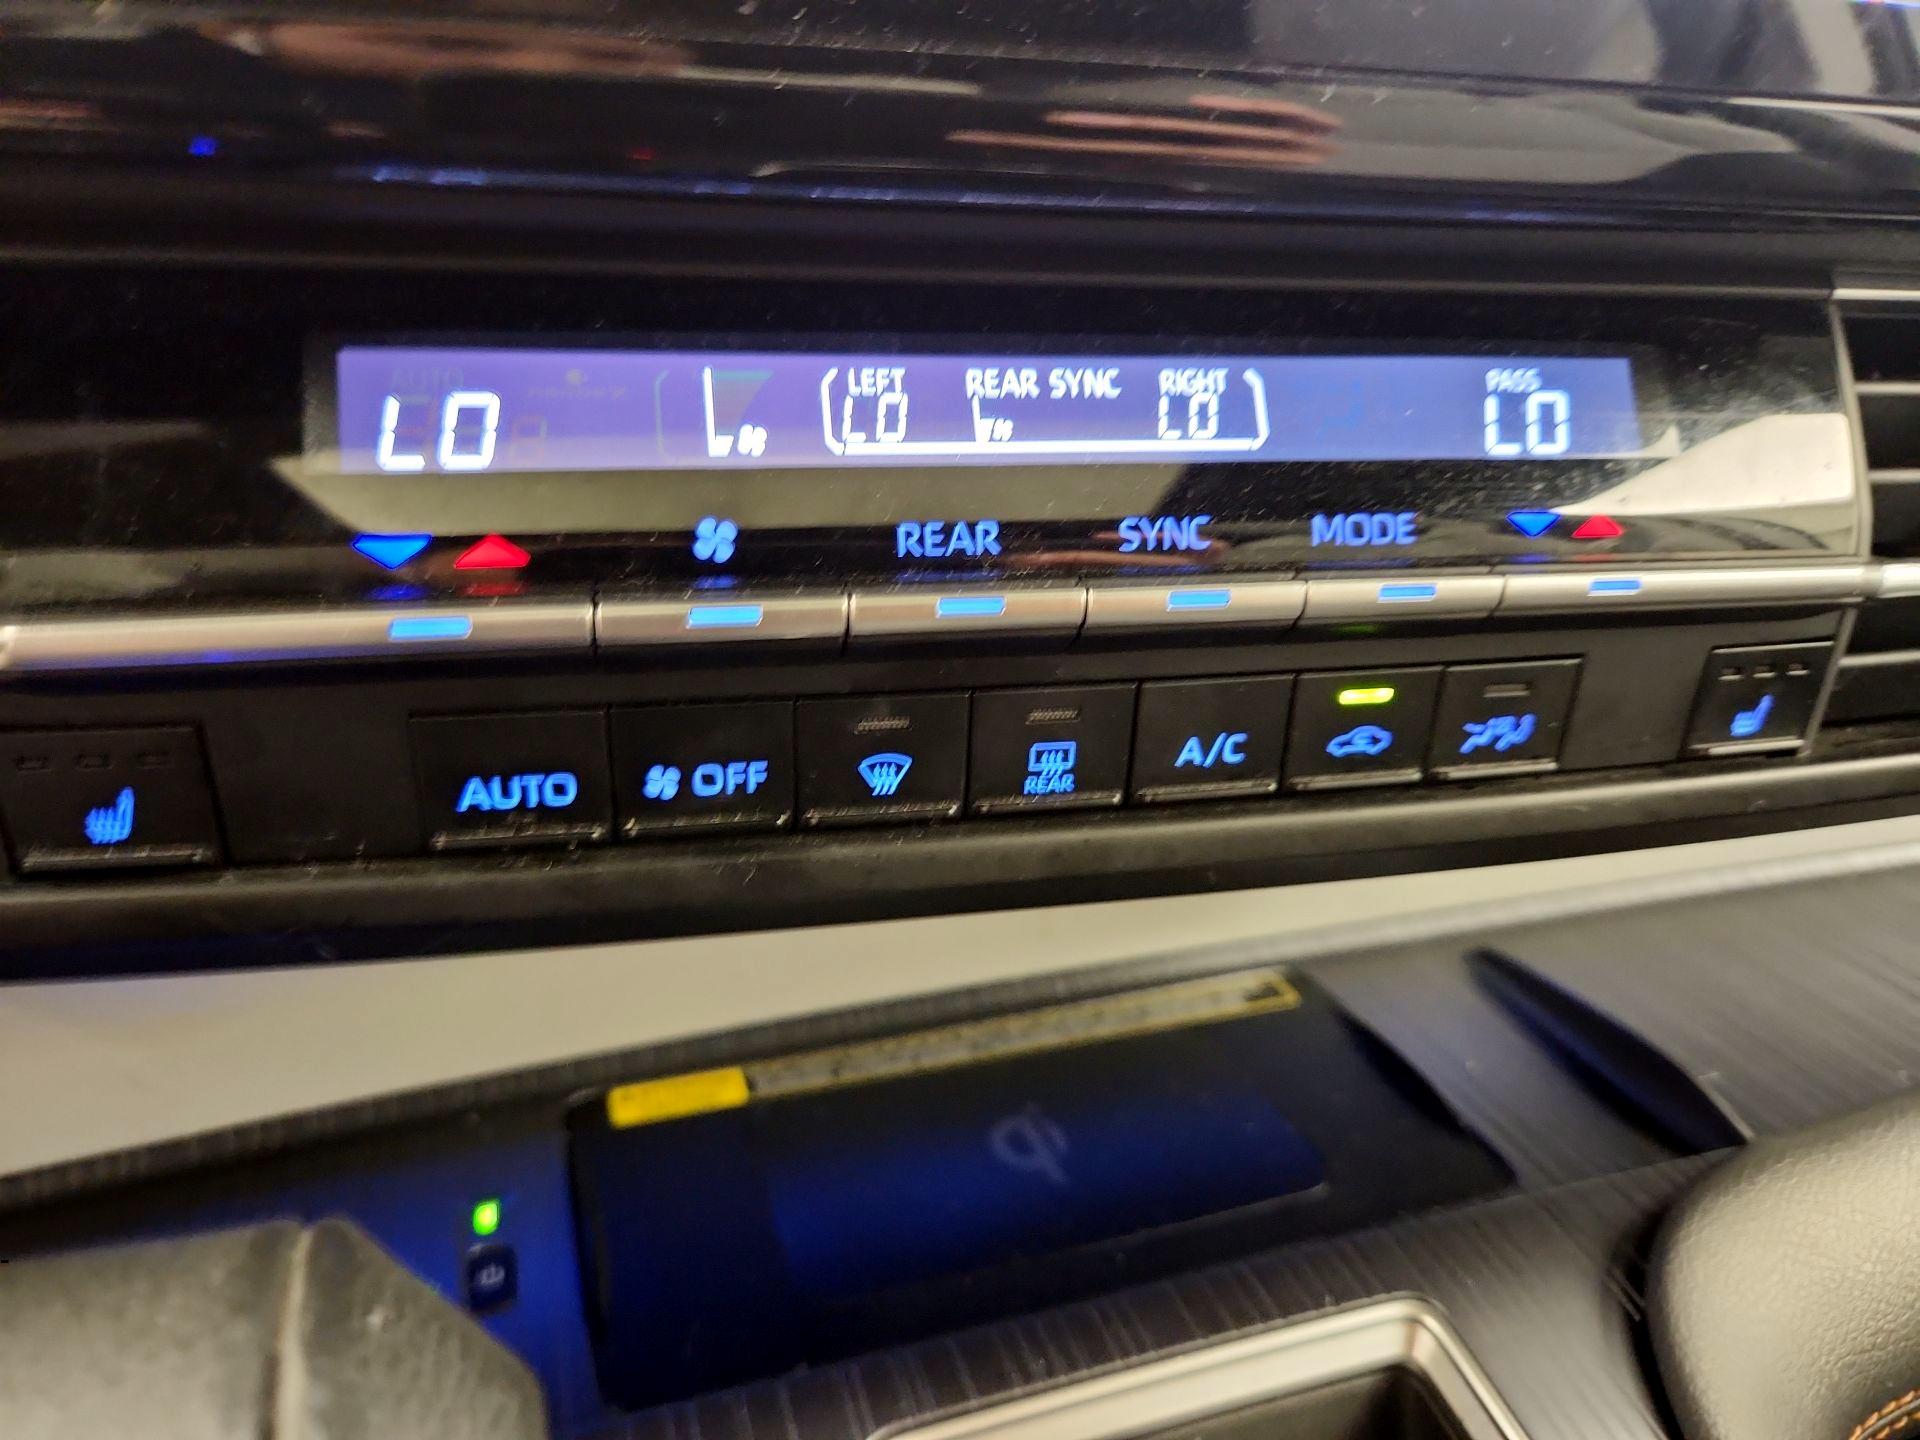 LEFT REAR SYNC RIGHT PASS
LO LO LO LO
REAR SYNC MODE
AUTO OFF REAR A/C